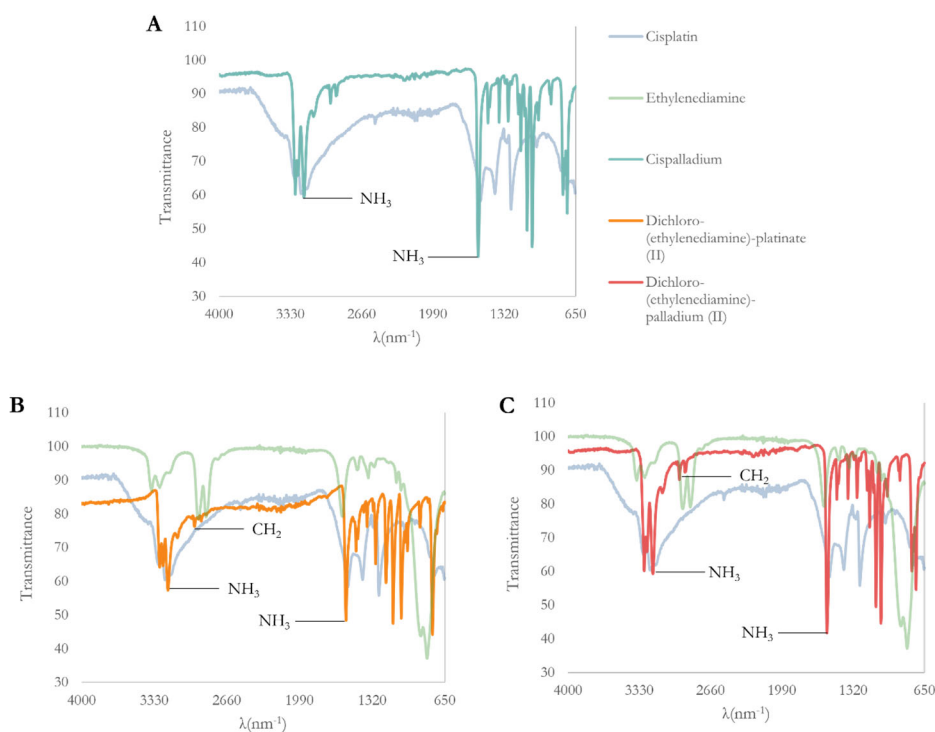 A
110
100
90
80
70
60
50
40
30
Transmittance
4000
3330
2660
1990
1320
650
λ(nm⁻¹)
NH₃
NH₃
Cisplatin
Ethylenediamine
Cispalladium
Dichloro-
(ethylenediamine)-platinate
(II)
Dichloro-
(ethylenediamine)-
palladium (II)
B
110
100
90
80
70
60
50
40
30
Transmittance
4000
3330
2660
1990
1320
650
λ(nm⁻¹)
CH₂
NH₃
NH₃
C
110
100
90
80
70
60
50
40
30
Transmittance
4000
3330
2660
1990
1320
650
λ(nm⁻¹)
CH₂
NH₃
NH₃